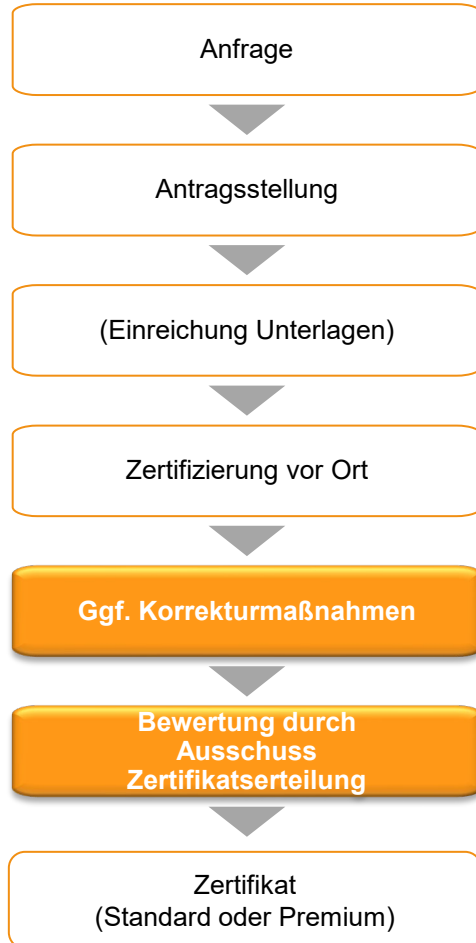 Anfrage
Antragsstellung
(Einreichung Unterlagen)
Zertifizierung vor Ort
Ggf. Korrekturmaßnahmen
Bewertung durch
Ausschuss
Zertifikatserteilung
Zertifikat
(Standard oder Premium)